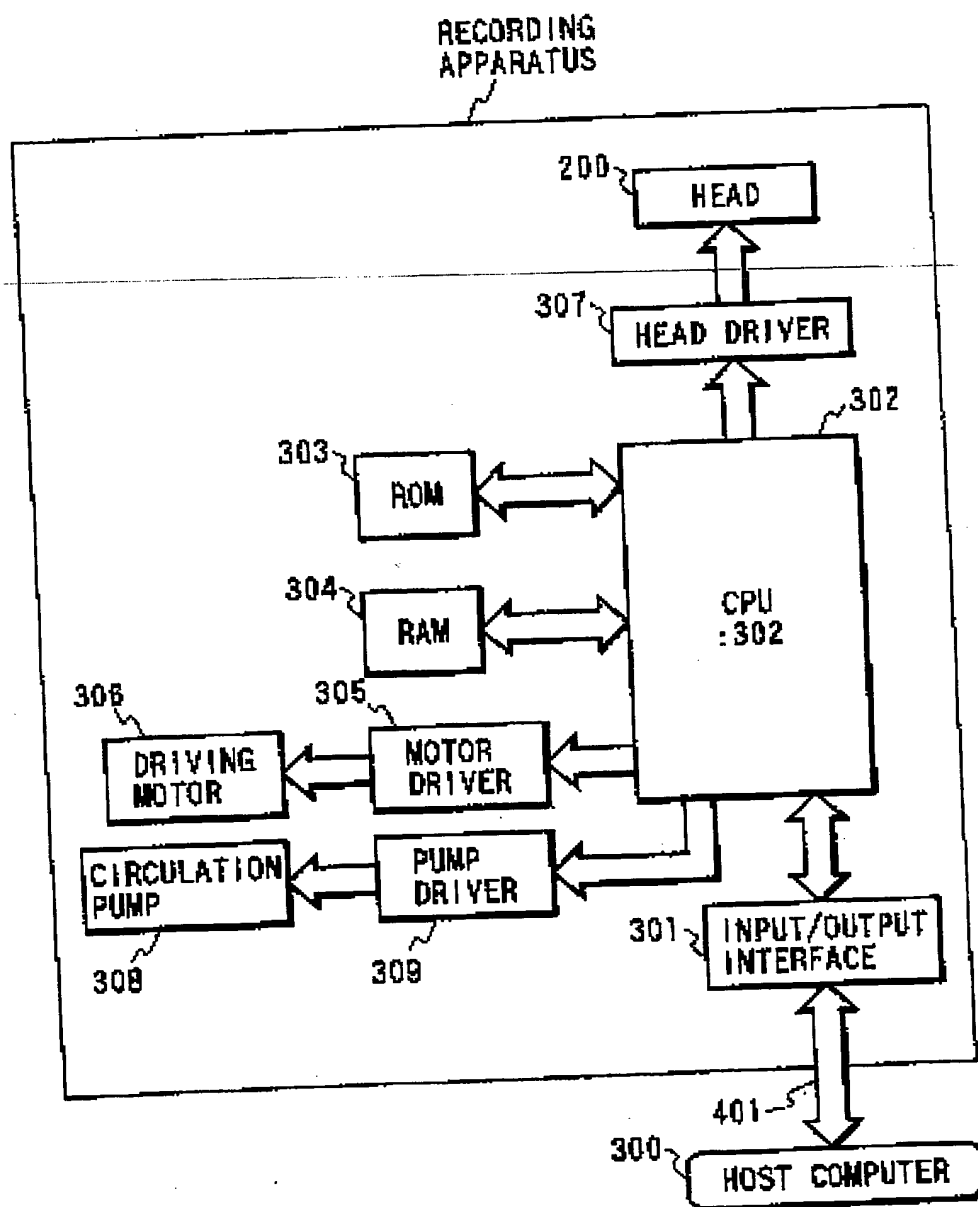 RECORDING
APPARATUS
200
HEAD
307
HEAD DRIVER
302
303
ROM
CPU
:302
304
RAM
306
305
DRIVING
MOTOR
MOTOR
DRIVER
CIRCULATION
PUMP
PUMP
DRIVER
308
309
301
INPUT/OUTPUT
INTERFACE
401
300
HOST COMPUTER